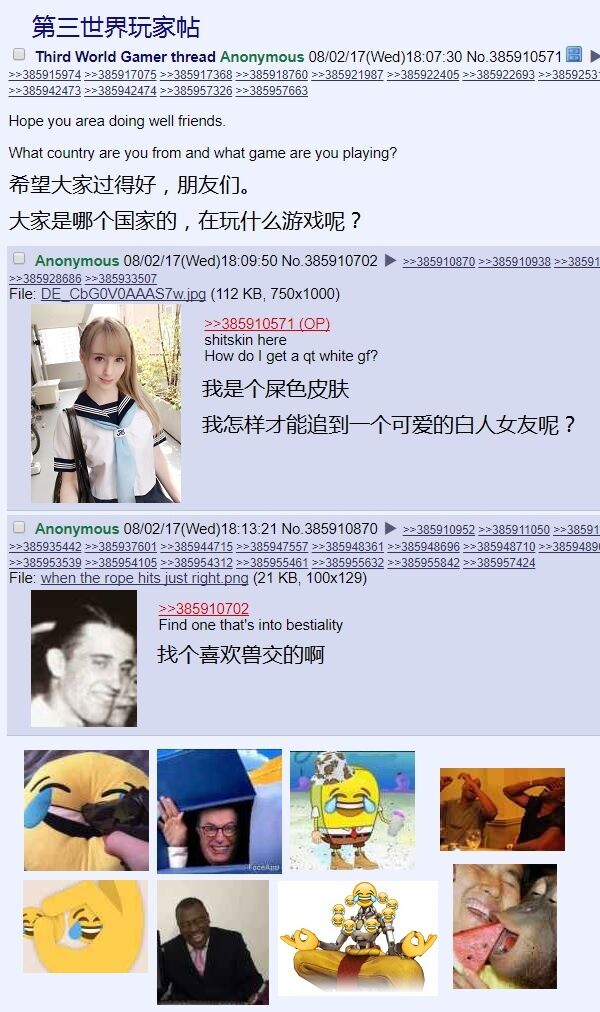 第三世界玩家帖
Third World Gamer thread Anonymous 08/02/17(Wed)18:07:30 No.385910571
>>385915974 >>385917075 >>385917368 >>385918760 >>385921987 >>385922405 >>385922693 >>38592531
>>385942473 >>385942474 >>385957326 >>385957663
Hope you area doing well friends.
What country are you from and what game are you playing?
希望大家过得好，朋友们。
大家是哪个国家的，在玩什么游戏呢？
Anonymous 08/02/17(Wed)18:09:50 No.385910702 ▶ >>385910870 >>385910938 >>38591
>>385928686 >>385933507
File: DE_CbG0V0AAAS7w.jpg (112 KB, 750x1000)
>>385910571 (OP)
shitskin here
How do I get a qt white gf?
我是个屎色皮肤
我怎样才能追到一个可爱的白人女友呢？
Anonymous 08/02/17(Wed)18:13:21 No.385910870 ▶ >>385910952 >>385911050 >>385911
>>385935442 >>385937601 >>385944715 >>385947557 >>385948361 >>385948696 >>385948710 >>38594896
>>385953539 >>385954105 >>385954312 >>385955461 >>385955632 >>385955842 >>385957424
File: when the rope hits just right.png (21 KB, 100x129)
>>385910702
Find one that's into bestiality
找个喜欢兽交的啊
FaceApp